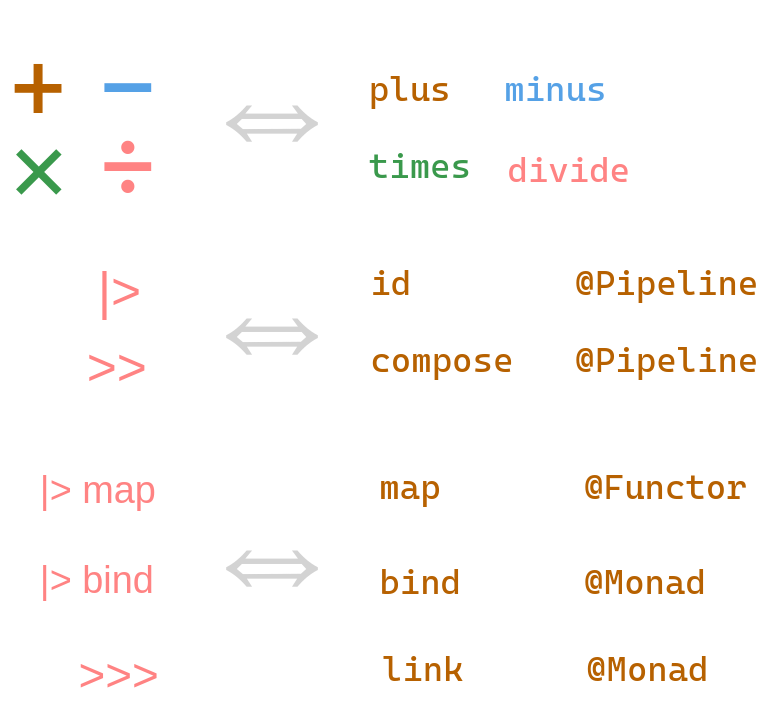 + − ⟺ plus minus
× ÷ times divide
|> ⟺ id @Pipeline
>> compose @Pipeline
|> map map @Functor
|> bind ⟺ bind @Monad
>>> link @Monad